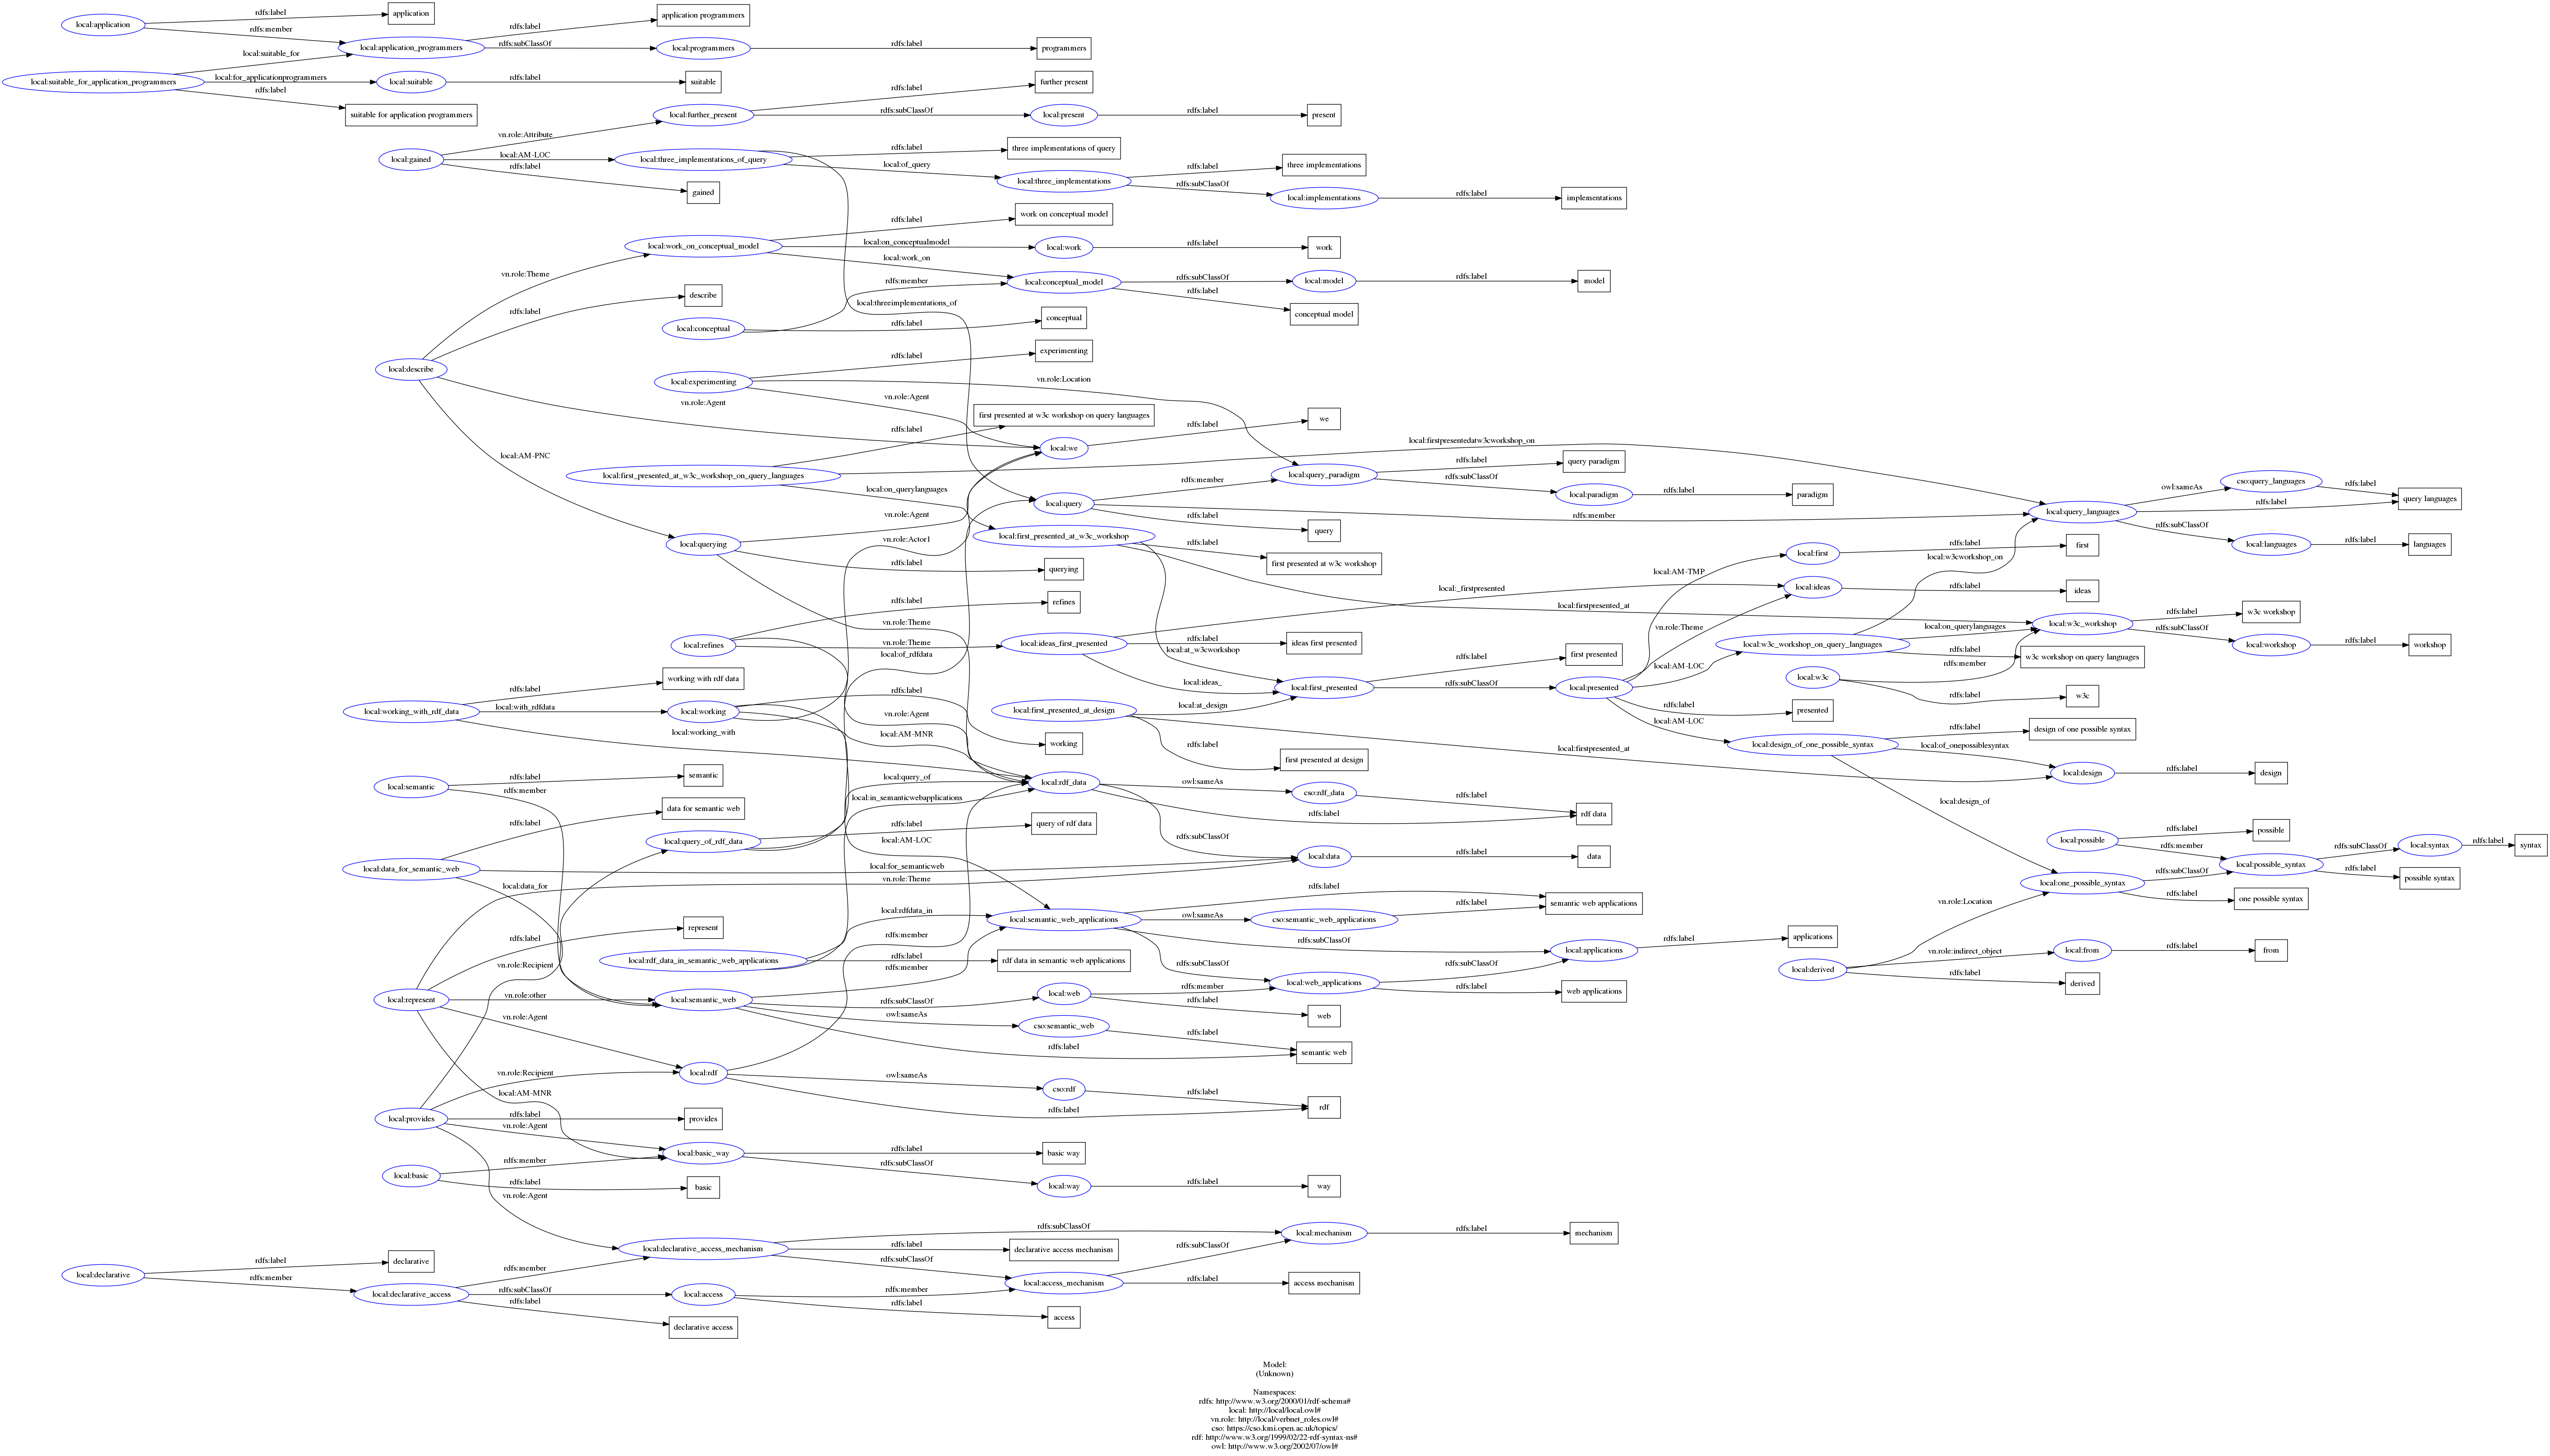 local:application
rdfs:label
application
rdfs:member
local:suitable_for
local:application_programmers
rdfs:label
application programmers
rdfs:subClassOf
local:programmers
rdfs:label
programmers
local:suitable_for_application_programmers
local:for_applicationprogrammers
local:suitable
rdfs:label
suitable
rdfs:label
suitable for application programmers
local:further_present
rdfs:label
further present
rdfs:subClassOf
local:present
rdfs:label
present
local:gained
vn.role:Attribute
local:AM-LOC
rdfs:label
gained
local:three_implementations_of_query
rdfs:label
three implementations of query
local:of_query
local:three_implementations
rdfs:label
three implementations
rdfs:subClassOf
local:implementations
rdfs:label
implementations
local:threeimplementations_of
local:work_on_conceptual_model
rdfs:label
work on conceptual model
local:on_conceptualmodel
local:work
rdfs:label
work
local:work_on
local:conceptual_model
rdfs:subClassOf
local:model
rdfs:label
model
rdfs:label
conceptual model
rdfs:member
local:conceptual
rdfs:label
conceptual
local:describe
vn.role:Theme
rdfs:label
describe
vn.role:Agent
local:AM-PNC
local:experimenting
rdfs:label
experimenting
vn.role:Location
vn.role:Agent
local:we
rdfs:label
we
local:first_presented_at_w3c_workshop_on_query_languages
rdfs:label
first presented at w3c workshop on query languages
local:firstpresentedatw3cworkshop_on
local:on_querylanguages
local:query
rdfs:member
local:query_paradigm
rdfs:label
query paradigm
rdfs:subClassOf
local:paradigm
rdfs:label
paradigm
rdfs:label
query
rdfs:member
local:query_languages
owl:sameAs
cso:query_languages
rdfs:label
query languages
rdfs:label
rdfs:subClassOf
local:languages
rdfs:label
languages
local:querying
vn.role:Agent
vn.role:Actor1
rdfs:label
querying
vn.role:Theme
local:first_presented_at_w3c_workshop
rdfs:label
first presented at w3c workshop
local:firstpresented_at
local:at_w3cworkshop
local:refines
rdfs:label
refines
vn.role:Theme
local:of_rdfdata
vn.role:Agent
local:ideas_first_presented
local:_firstpresented
rdfs:label
ideas first presented
local:ideas_
local:first_presented
rdfs:label
first presented
rdfs:subClassOf
local:presented
local:AM-TMP
local:first
rdfs:label
first
vn.role:Theme
local:ideas
rdfs:label
ideas
local:AM-LOC
local:w3c_workshop_on_query_languages
local:w3cworkshop_on
local:on_querylanguages
rdfs:label
w3c workshop on query languages
local:w3c_workshop
rdfs:label
w3c workshop
rdfs:subClassOf
local:workshop
rdfs:label
workshop
local:w3c
rdfs:member
rdfs:label
w3c
rdfs:label
presented
local:AM-LOC
local:design_of_one_possible_syntax
rdfs:label
design of one possible syntax
local:of_onepossiblesyntax
local:design
rdfs:label
design
local:design_of
local:first_presented_at_design
local:at_design
rdfs:label
first presented at design
local:firstpresented_at
local:working_with_rdf_data
rdfs:label
working with rdf data
local:with_rdfdata
local:working_with
local:working
rdfs:label
working
local:AM-MNR
local:AM-LOC
local:rdf_data
owl:sameAs
cso:rdf_data
rdfs:label
rdf data
rdfs:label
rdfs:subClassOf
local:data
rdfs:label
data
local:semantic
rdfs:label
semantic
rdfs:member
local:data_for_semantic_web
rdfs:label
data for semantic web
local:for_semanticweb
local:data_for
local:query_of_rdf_data
local:query_of
rdfs:label
query of rdf data
local:in_semanticwebapplications
vn.role:Theme
local:possible
rdfs:label
possible
rdfs:member
local:possible_syntax
rdfs:subClassOf
local:syntax
rdfs:label
syntax
rdfs:label
possible syntax
local:one_possible_syntax
rdfs:subClassOf
rdfs:label
one possible syntax
local:derived
vn.role:Location
vn.role:indirect_object
local:from
rdfs:label
from
rdfs:label
derived
local:semantic_web_applications
rdfs:label
semantic web applications
owl:sameAs
cso:semantic_web_applications
rdfs:label
rdfs:subClassOf
local:applications
rdfs:label
applications
rdfs:subClassOf
local:web_applications
rdfs:subClassOf
rdfs:label
web applications
local:rdf_data_in_semantic_web_applications
local:rdfdata_in
rdfs:member
rdfs:label
rdf data in semantic web applications
rdfs:member
local:represent
rdfs:label
represent
vn.role:Recipient
vn.role:other
vn.role:Agent
local:AM-MNR
local:semantic_web
rdfs:subClassOf
local:web
rdfs:member
rdfs:label
web
owl:sameAs
cso:semantic_web
rdfs:label
semantic web
rdfs:label
local:rdf
owl:sameAs
cso:rdf
rdfs:label
rdf
rdfs:label
local:provides
vn.role:Recipient
rdfs:label
provides
vn.role:Agent
vn.role:Agent
local:basic_way
rdfs:label
basic way
rdfs:subClassOf
local:way
rdfs:label
way
local:basic
rdfs:member
rdfs:label
basic
local:declarative_access_mechanism
rdfs:subClassOf
local:mechanism
rdfs:label
mechanism
rdfs:label
declarative access mechanism
rdfs:subClassOf
local:access_mechanism
rdfs:subClassOf
rdfs:label
access mechanism
local:declarative
rdfs:label
declarative
rdfs:member
local:declarative_access
rdfs:member
rdfs:subClassOf
local:access
rdfs:member
rdfs:label
access
rdfs:label
declarative access
Model:
(Unknown)
Namespaces:
rdfs: http://www.w3.org/2000/01/rdf-schema#
local: http://local/local.owl#
vn.role: http://local/verbnet_roles.owl#
cso: https://cso.kmi.open.ac.uk/topics/
rdf: http://www.w3.org/1999/02/22-rdf-syntax-ns#
owl: http://www.w3.org/2002/07/owl#